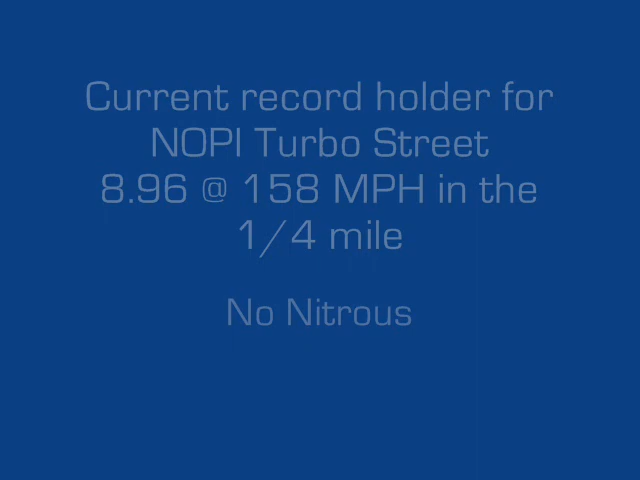 Current record holder for
NOPI Turbo Street
8.96 @ 158 MPH in the
1/4 mile
No Nitrous